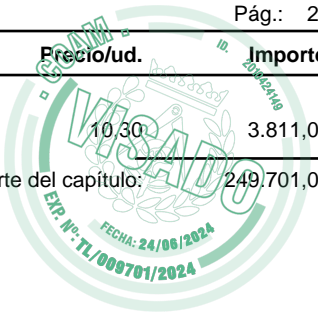 Pág.: 2
Precio/ud. Import
10,30 3.811,0
rte del capítulo: 249.701,0
COAM
ID.
VISADO
FECHA: 24/06/2024
EXP. Nº: TL/009701/2024